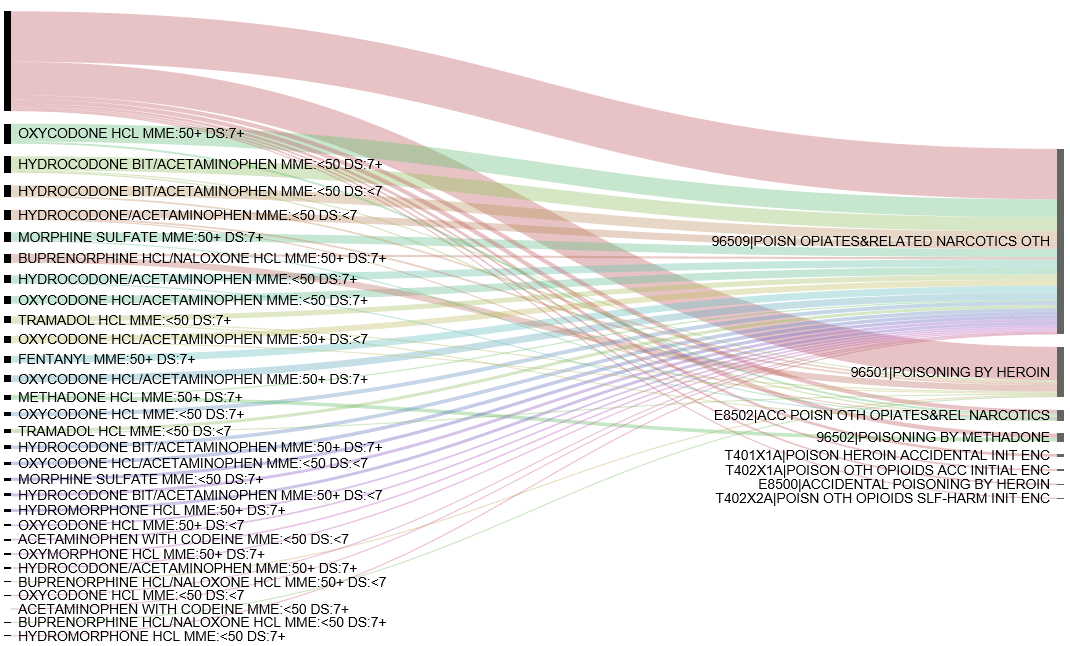 OXYCODONE HCL MME:50+ DS:7+
HYDROCODONE BIT/ACETAMINOPHEN MME:<50 DS:7+
HYDROCODONE BIT/ACETAMINOPHEN MME:<50 DS:<7
HYDROCODONE/ACETAMINOPHEN MME:<50 DS:<7
MORPHINE SULFATE MME:50+ DS:7+
BUPRENORPHINE HCL/NALOXONE HCL MME:50+ DS:7+
HYDROCODONE/ACETAMINOPHEN MME:<50 DS:7+
OXYCODONE HCL/ACETAMINOPHEN MME:<50 DS:7+
TRAMADOL HCL MME:<50 DS:7+
OXYCODONE HCL/ACETAMINOPHEN MME:50+ DS:<7
FENTANYL MME:50+ DS:7+
OXYCODONE HCL/ACETAMINOPHEN MME:50+ DS:7+
METHADONE HCL MME:50+ DS:7+
OXYCODONE HCL MME:<50 DS:7+
TRAMADOL HCL MME:<50 DS:<7
HYDROCODONE BIT/ACETAMINOPHEN MME:50+ DS:7+
OXYCODONE HCL/ACETAMINOPHEN MME:<50 DS:<7
MORPHINE SULFATE MME:<50 DS:7+
HYDROCODONE BIT/ACETAMINOPHEN MME:50+ DS:<7
HYDROMORPHONE HCL MME:50+ DS:7+
OXYCODONE HCL MME:50+ DS:<7
ACETAMINOPHEN WITH CODEINE MME:<50 DS:<7
OXYMORPHONE HCL MME:50+ DS:7+
HYDROCODONE/ACETAMINOPHEN MME:50+ DS:7+
BUPRENORPHINE HCL/NALOXONE HCL MME:50+ DS:<7
OXYCODONE HCL MME:<50 DS:<7
ACETAMINOPHEN WITH CODEINE MME:<50 DS:7+
BUPRENORPHINE HCL/NALOXONE HCL MME:<50 DS:7+
HYDROMORPHONE HCL MME:<50 DS:7+
96509|POISN OPIATES&RELATED NARCOTICS OTH
96501|POISONING BY HEROIN
E8502|ACC POISN OTH OPIATES&REL NARCOTICS
96502|POISONING BY METHADONE
T401X1A|POISON HEROIN ACCIDENTAL INIT ENC
T402X1A|POISON OTH OPIOIDS ACC INITIAL ENC
E8500|ACCIDENTAL POISONING BY HEROIN
T402X2A|POISN OTH OPIOIDS SLF-HARM INIT ENC